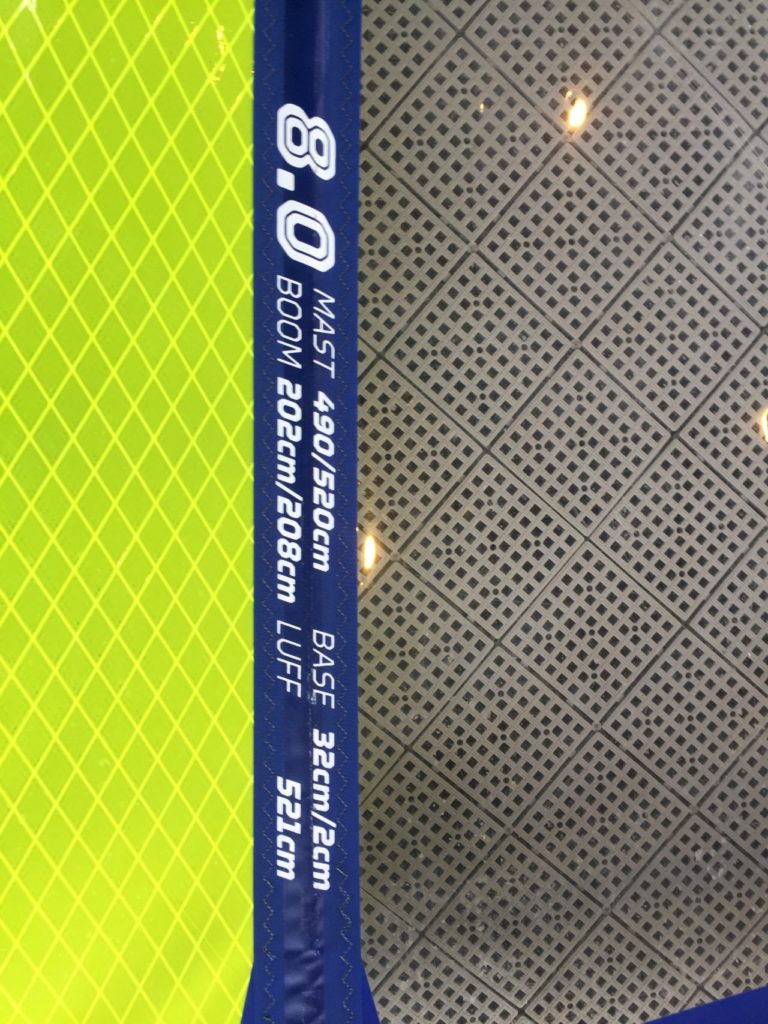 8.0
MAST 490/520cm BASE 32cm/2cm
BOOM 202cm/208cm LUFF 521cm